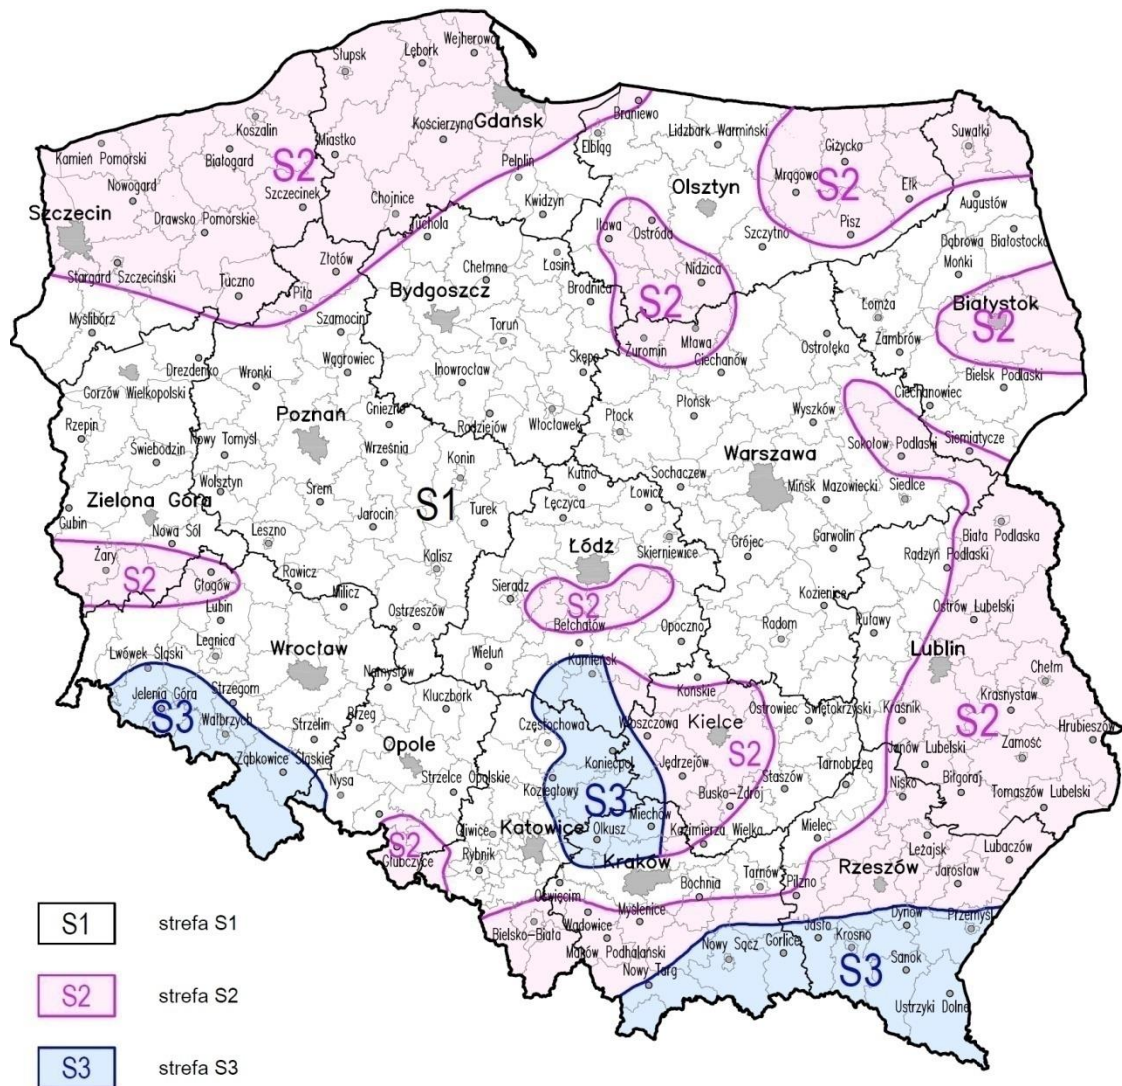 Wejherowo
Lębork
Słupsk
Gdańsk
Kościerzyna
Koszalin
Miastko
Białogard
Kamień Pomorski
S2
Nowogard
Szczecinek
Chojnice
Pelplin
Szczecin
Drawsko Pomorskie
Tuchola
Kwidzyn
Stargard Szczeciński
Tuczno
Złotów
Piła
Braniewo
Elbląg
Lidzbark Warmiński
Olsztyn
Giżycko
Mrągowo
S2
Ełk
Pisz
Suwałki
Augustów
Szczytno
Iława
Ostróda
Nidzica
S2
Żuromin
Mława
Ciechanów
Dąbrowa Białostocka
Mońki
Łomża
Białystok
S2
Zambrów
Bielsk Podlaski
Ciechanowiec
Siemiatycze
Myślibórz
Szamocin
Bydgoszcz
Chełmno
Łasin
Brodnica
Toruń
Wągrowiec
Inowrocław
Skępe
Drezdenko
Wronki
Gorzów Wielkopolski
Rzepin
Świebodzin
Nowy Tomyśl
Poznań
Gniezno
Września
Radziejów
Włocławek
Płock
Płońsk
Ostrołęka
Wyszków
Sokołow Podlaski
Siedlce
Warszawa
Mińsk Mazowiecki
Sochaczew
Kutno
Łowicz
Łęczyca
Konin
S1
Turek
Wolsztyn
Śrem
Jarocin
Zielona Góra
Gubin
Nowa Sól
Leszno
Kalisz
Rawicz
Milicz
Ostrzeszów
Żary
S2
Głogów
Lubin
Legnica
Łódź
Skierniewice
Sieradz
S2
Bełchatów
Wieluń
Opoczno
Grójec
Garwolin
Kozienice
Radom
Biała Podlaska
Radzyń Podlaski
Ostrów Lubelski
Puławy
Lublin
Chełm
Krasnystaw
S2
Hrubieszów
Zamość
Kraśnik
Janów Lubelski
Biłgoraj
Tomaszów Lubelski
Nisko
Tarnobrzeg
Lwówek Śląski
Jelenia Góra
S3
Wałbrzych
Strzegom
Wrocław
Strzelin
Ząbkowice Śląskie
Namysłów
Brzeg
Kluczbork
Opole
Nysa
Strzelce Opolskie
S2
Głubczyce
Kamieńsk
Częstochowa
Koniecpol
Koziegłowy
S3
Olkusz
Miechów
Włoszczowa
Końskie
Kielce
S2
Jędrzejów
Busko-Zdrój
Ostrowiec Świętokrzyski
Staszów
Kazimierza Wielka
Gliwice
Katowice
Rybnik
Kraków
Bochnia
Tarnów
Mielec
Pilzno
Rzeszów
Leżajsk
Lubaczów
Jarosław
Przemyśl
Dynów
Oświęcim
Bielsko-Biała
Wadowice
Myślenice
Maków Podhalański
Nowy Targ
Nowy Sącz
Gorlice
Jasło
Krosno
S3
Sanok
Ustrzyki Dolne
S1 strefa S1
S2 strefa S2
S3 strefa S3